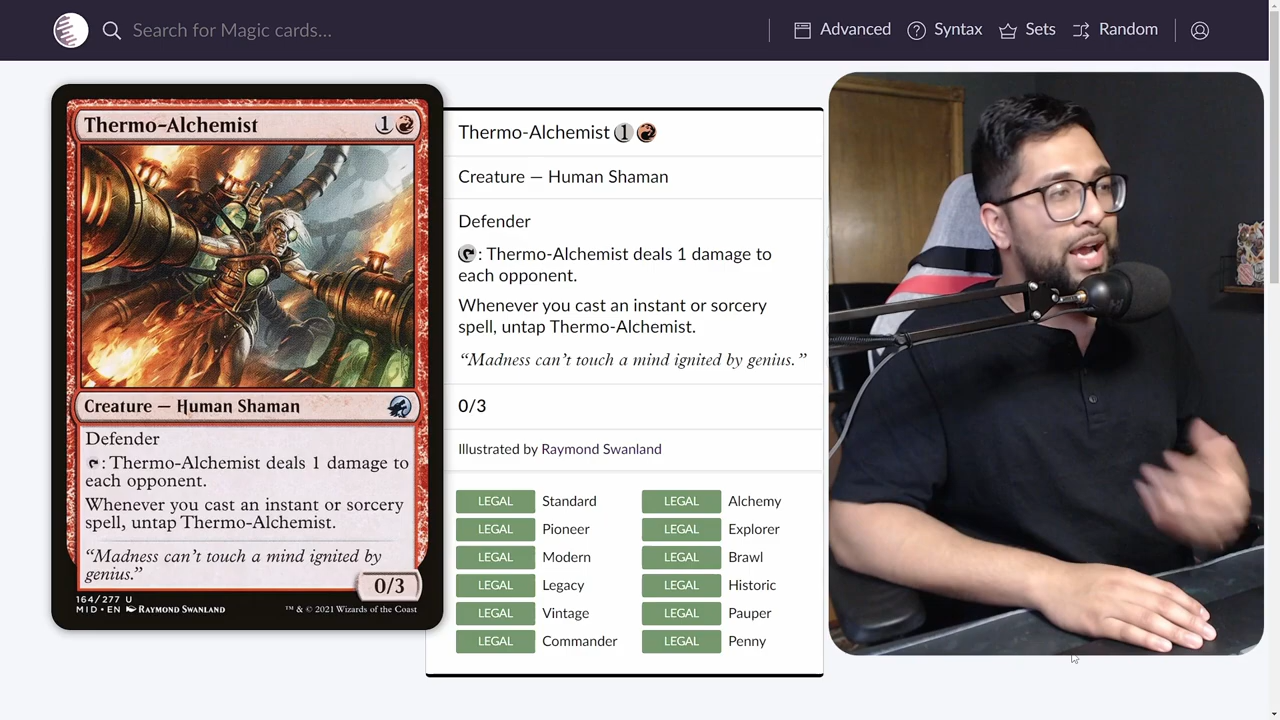 Search for Magic cards...
Advanced
Syntax
Sets
Random
Thermo-Alchemist 1
Creature — Human Shaman
Defender
: Thermo-Alchemist deals 1 damage to
each opponent.
Whenever you cast an instant or sorcery
spell, untap Thermo-Alchemist.
“Madness can’t touch a mind ignited by
genius.”
0/3
164/277 U
MID • EN Raymond Swanland
™ & © 2021 Wizards of the Coast
Thermo-Alchemist 1
Creature — Human Shaman
Defender
: Thermo-Alchemist deals 1 damage to
each opponent.
Whenever you cast an instant or sorcery
spell, untap Thermo-Alchemist.
“Madness can’t touch a mind ignited by genius.”
0/3
Illustrated by Raymond Swanland
LEGAL Standard LEGAL Alchemy
LEGAL Pioneer LEGAL Explorer
LEGAL Modern LEGAL Brawl
LEGAL Legacy LEGAL Historic
LEGAL Vintage LEGAL Pauper
LEGAL Commander LEGAL Penny